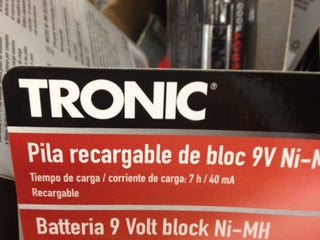 TRONIC®
Pila recargable de bloc 9V Ni-M
Tiempo de carga / corriente de carga: 7 h / 40 mA
Recargable
Batteria 9 Volt block Ni-MH